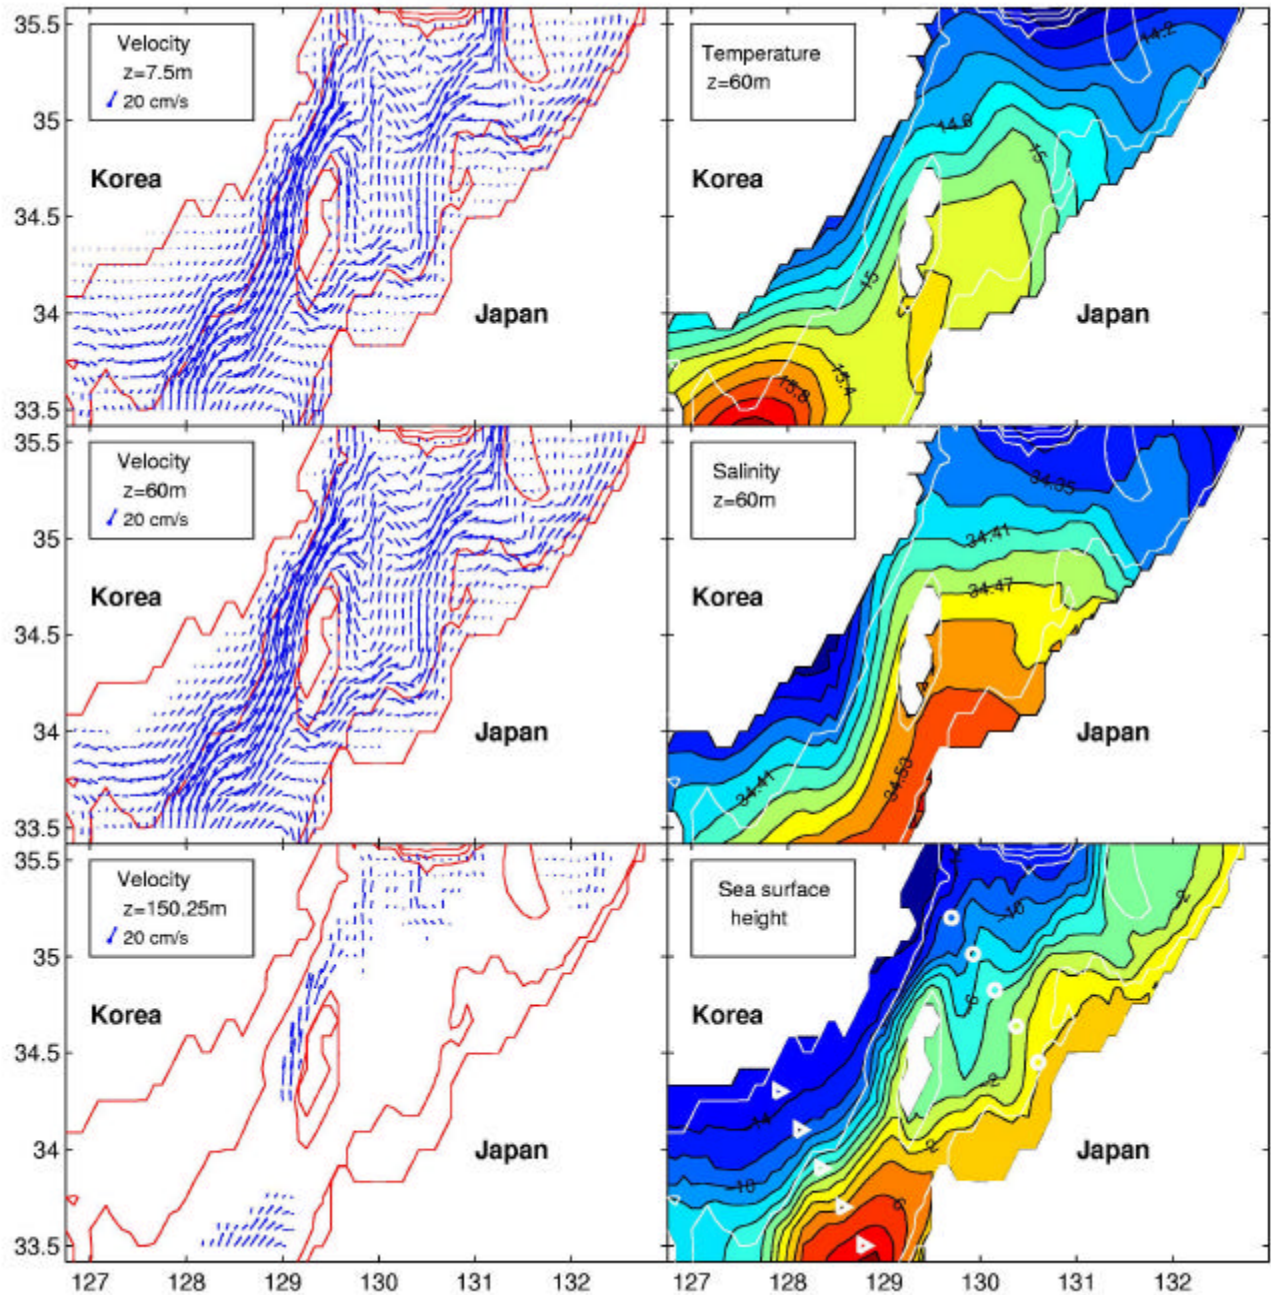 35.5
Velocity
z=7.5m
20 cm/s
35
Korea
34.5
34
Japan
33.5
Temperature
z=60m
14.2
14.6
15
Korea
15
Japan
15.4
15.8
35.5
Velocity
z=60m
20 cm/s
35
Korea
34.5
34
Japan
33.5
Salinity
z=60m
34.35
34.41
34.47
Korea
Japan
34.41
34.53
35.5
Velocity
z=150.25m
20 cm/s
35
Korea
34.5
34
Japan
33.5
127 128 129 130 131 132
Sea surface
height
-10
2
-6
Korea
-2
-14
2
Japan
-10
6
127 128 129 130 131 132